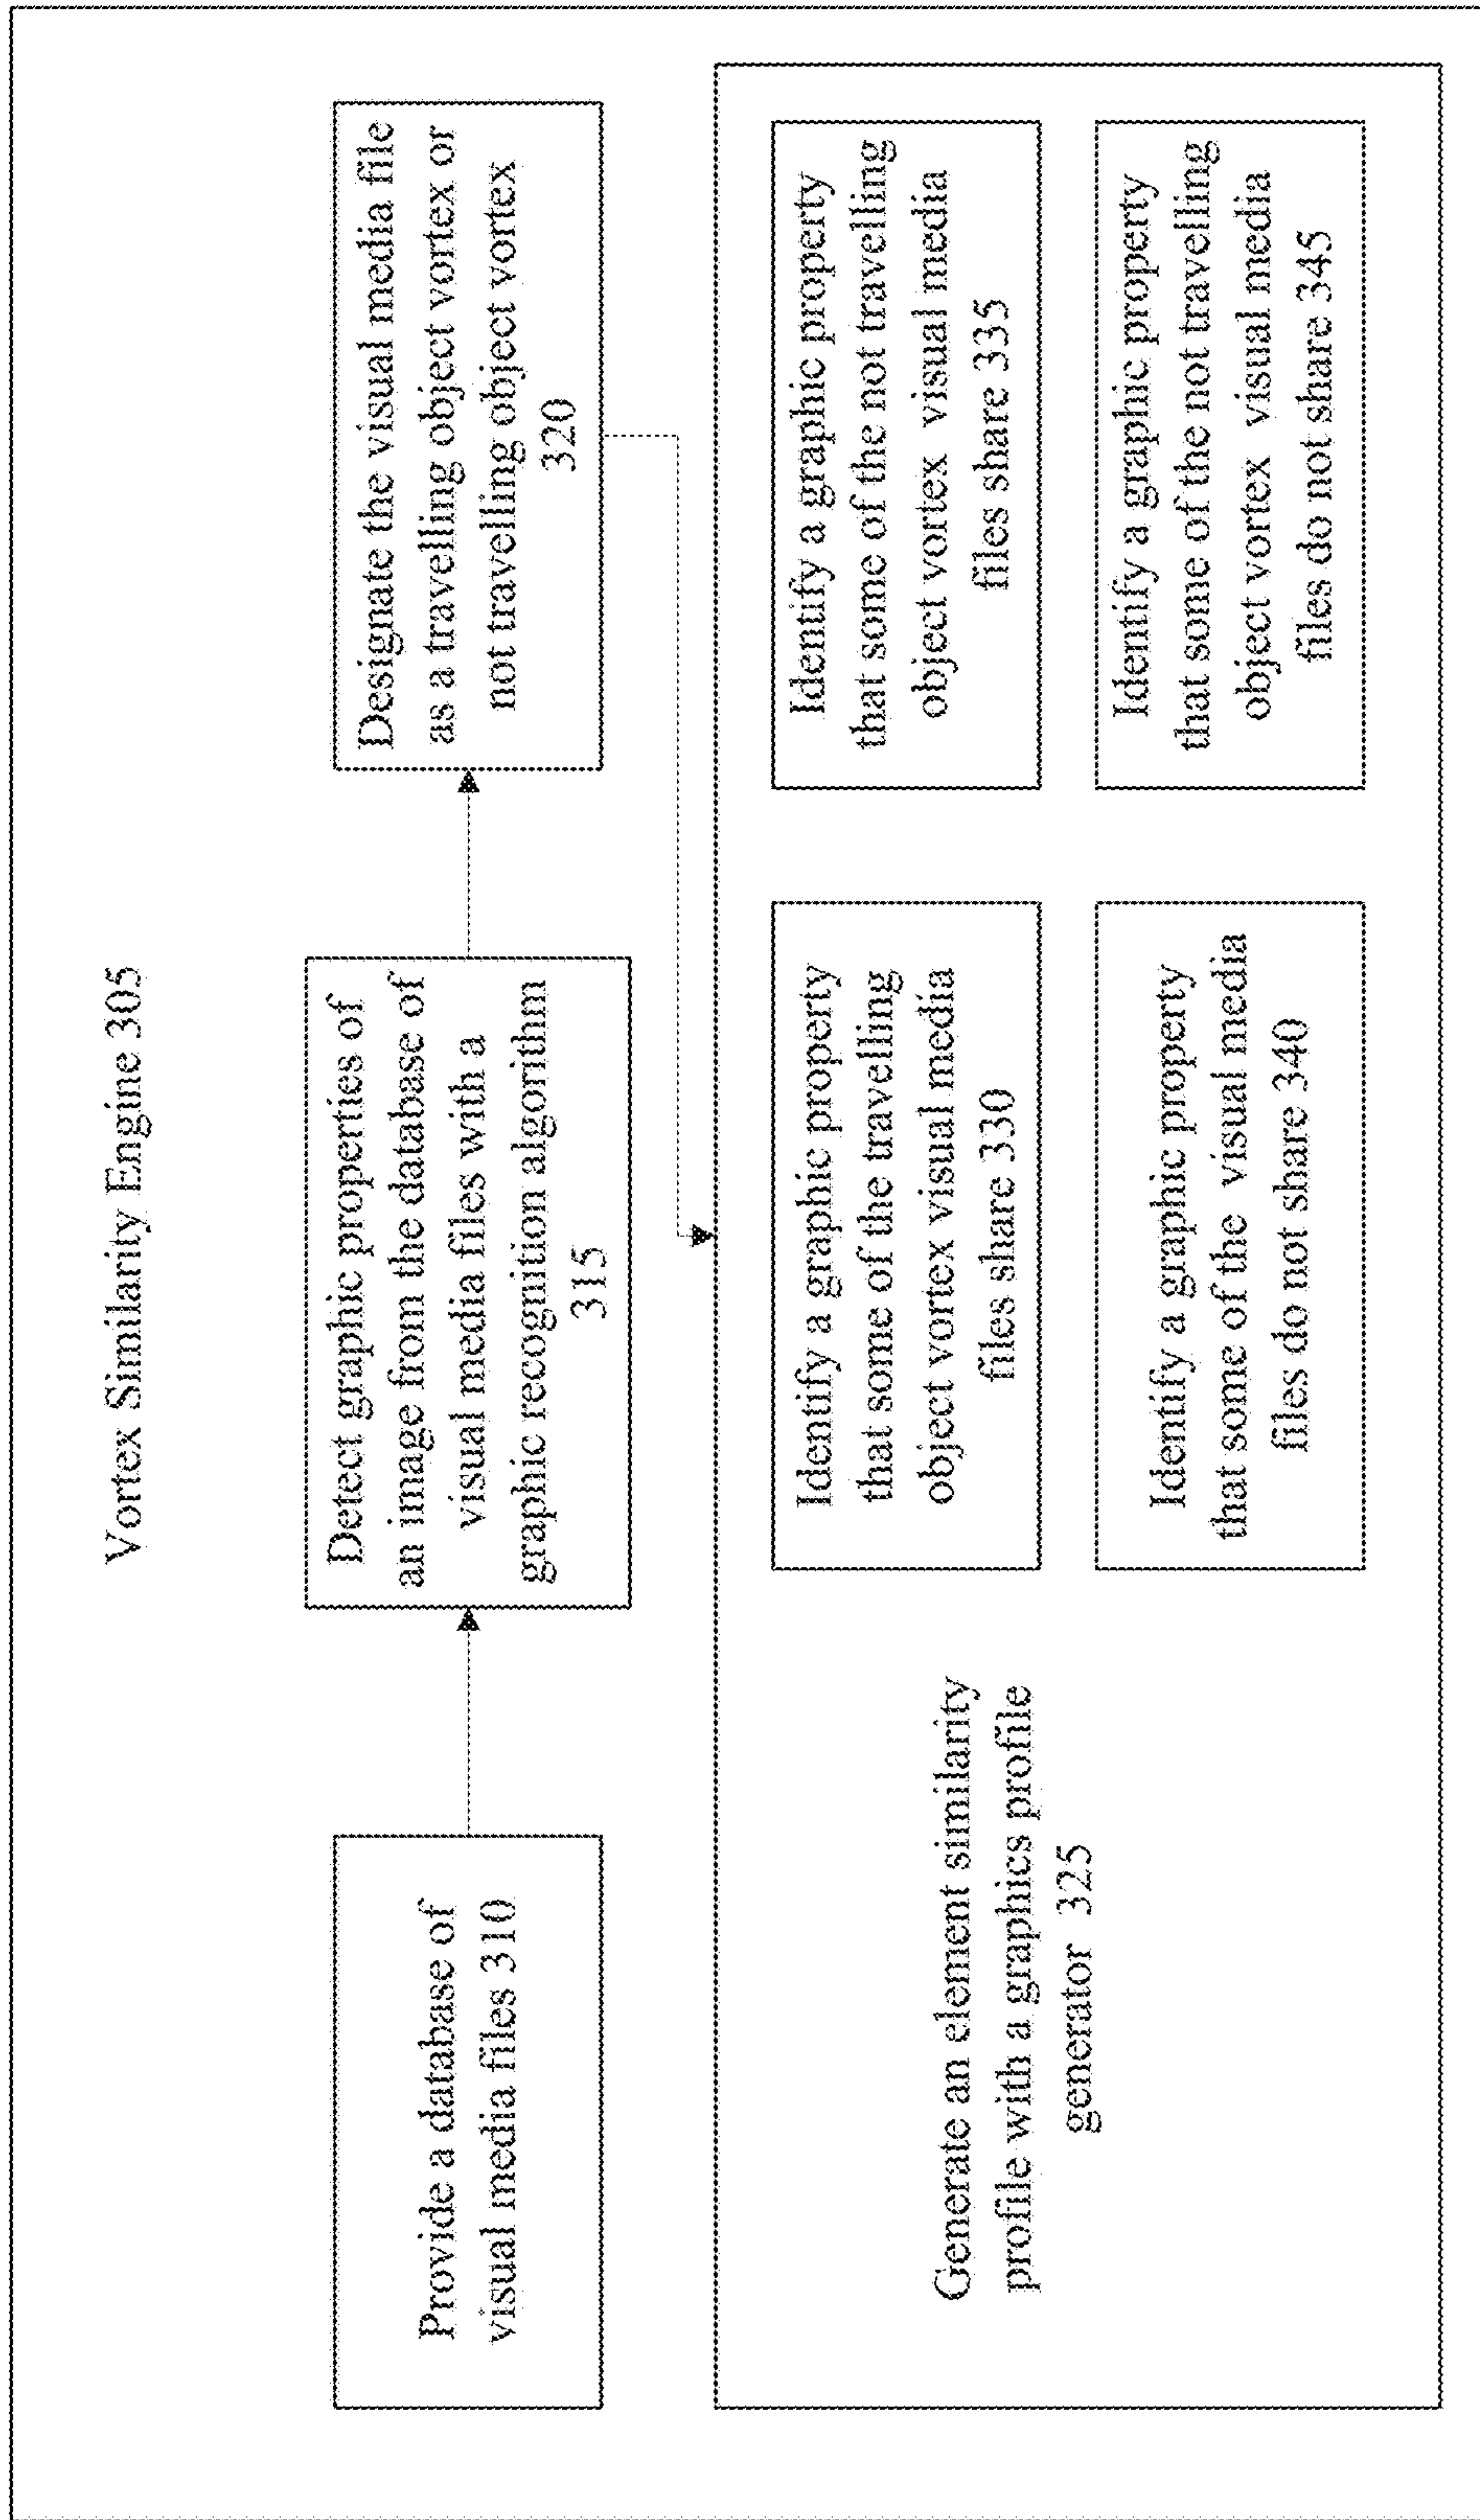 Vortex Similarity Engine 305
Provide a database of
visual media files 310
Detect graphic properties of
an image from the database of
visual media files with a
graphic recognition algorithm
315
Designate the visual media file
as a travelling object vortex or
not travelling object vortex
320
Generate an element similarity
profile with a graphics profile
generator 325
Identify a graphic property
that some of the travelling
object vortex visual media
files share 330
Identify a graphic property
that some of the not travelling
object vortex visual media
files share 335
Identify a graphic property
that some of the visual media
files do not share 340
Identify a graphic property
that some of the not travelling
object vortex visual media
files do not share 345